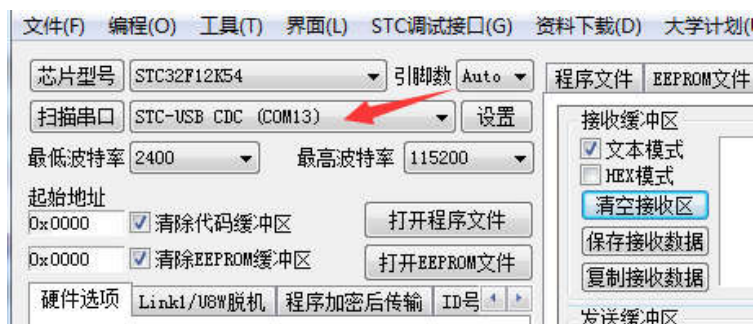 文件(F) 编程(O) 工具(T) 界面(L) STC调试接口(G) 资料下载(D) 大学计划(U
芯片型号 STC32F12K54 引脚数 Auto
扫描串口 STC-USB CDC (COM13) 设置
最低波特率 2400 最高波特率 115200
起始地址
0x0000 清除代码缓冲区 打开程序文件
0x0000 清除EEPROM缓冲区 打开EEPROM文件
硬件选项 Link1/U8W脱机 程序加密后传输 ID号
程序文件 EEPROM文件
接收缓冲区
文本模式
HEX模式
清空接收区
保存接收数据
复制接收数据
发送缓冲区